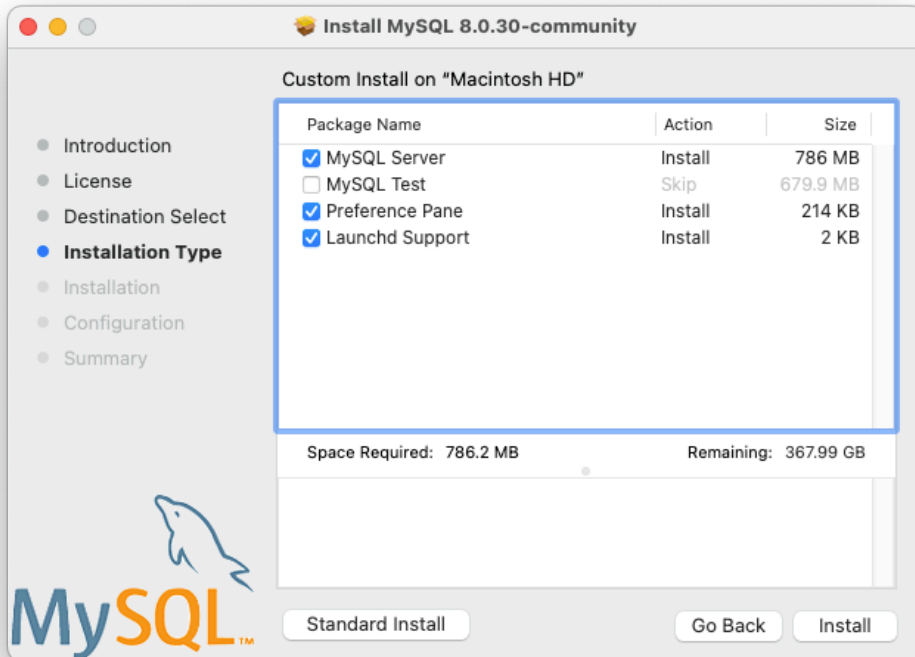 Install MySQL 8.0.30-community
Custom Install on “Macintosh HD”
Introduction
License
Destination Select
Installation Type
Installation
Configuration
Summary
Package Name Action Size
MySQL Server Install 786 MB
MySQL Test Skip 679.9 MB
Preference Pane Install 214 KB
Launchd Support Install 2 KB
Space Required: 786.2 MB Remaining: 367.99 GB
MySQL™
Standard Install Go Back Install